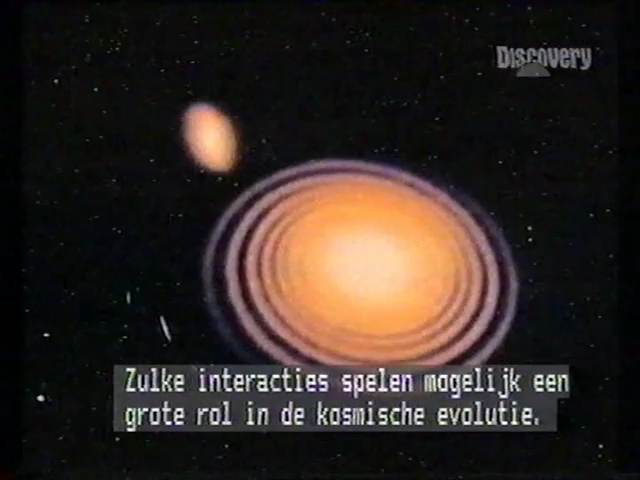 Discovery
Zulke interacties spelen mogelijk een
grote rol in de kosmische evolutie.